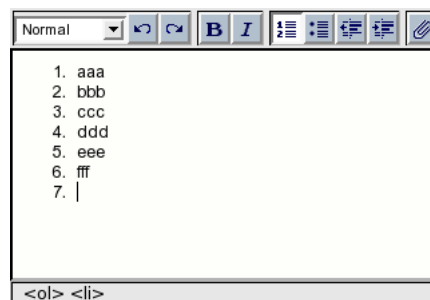 Normal B I
1. aaa
2. bbb
3. ccc
4. ddd
5. eee
6. fff
7.
<ol> <li>